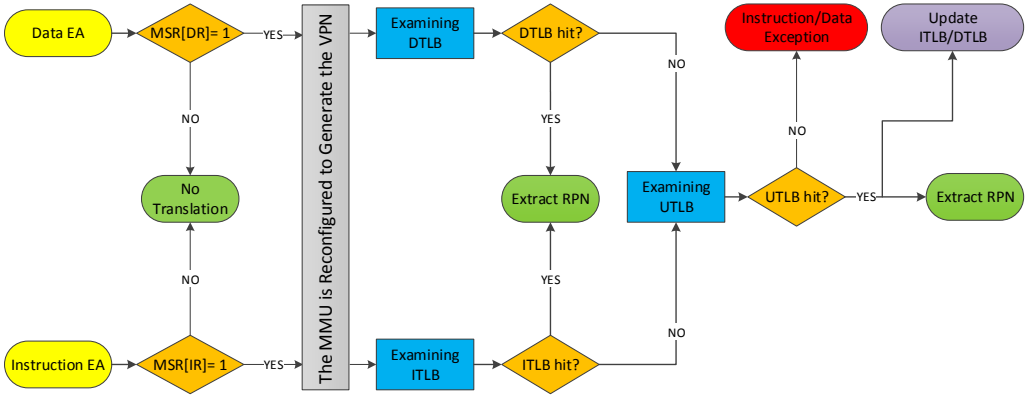 Data EA
MSR[DR]= 1
YES
The MMU is Reconfigured to Generate the VPN
Examining
DTLB
DTLB hit?
NO
Instruction/Data
Exception
Update
ITLB/DTLB
NO
YES
NO
No
Translation
Extract RPN
Examining
UTLB
UTLB hit?
YES
Extract RPN
NO
YES
NO
Instruction EA
MSR[IR]= 1
YES
Examining
ITLB
ITLB hit?